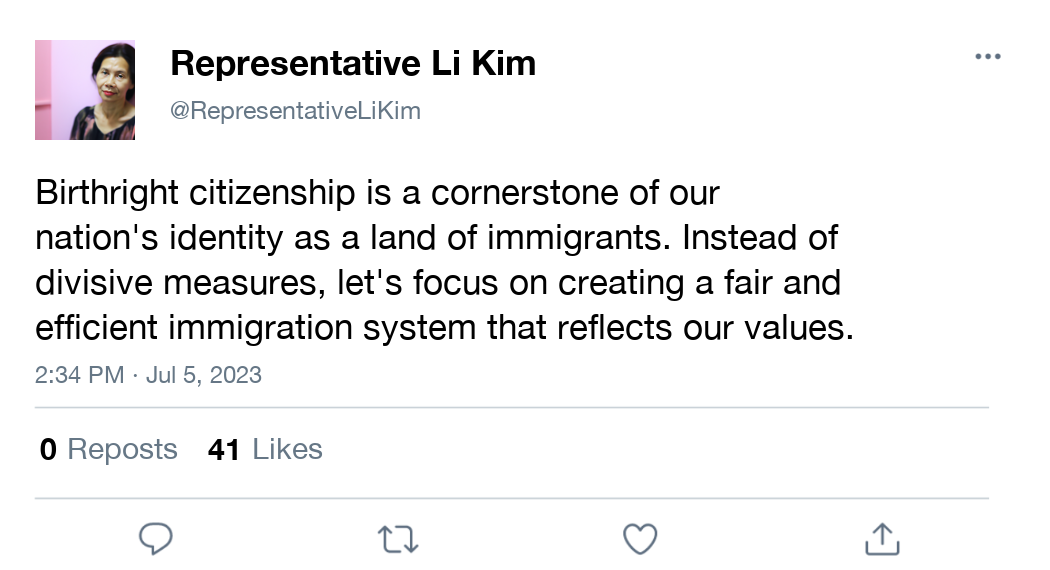 Representative Li Kim
@RepresentativeLiKim
Birthright citizenship is a cornerstone of our
nation's identity as a land of immigrants. Instead of
divisive measures, let's focus on creating a fair and
efficient immigration system that reflects our values.
2:34 PM · Jul 5, 2023
0 Reposts 41 Likes